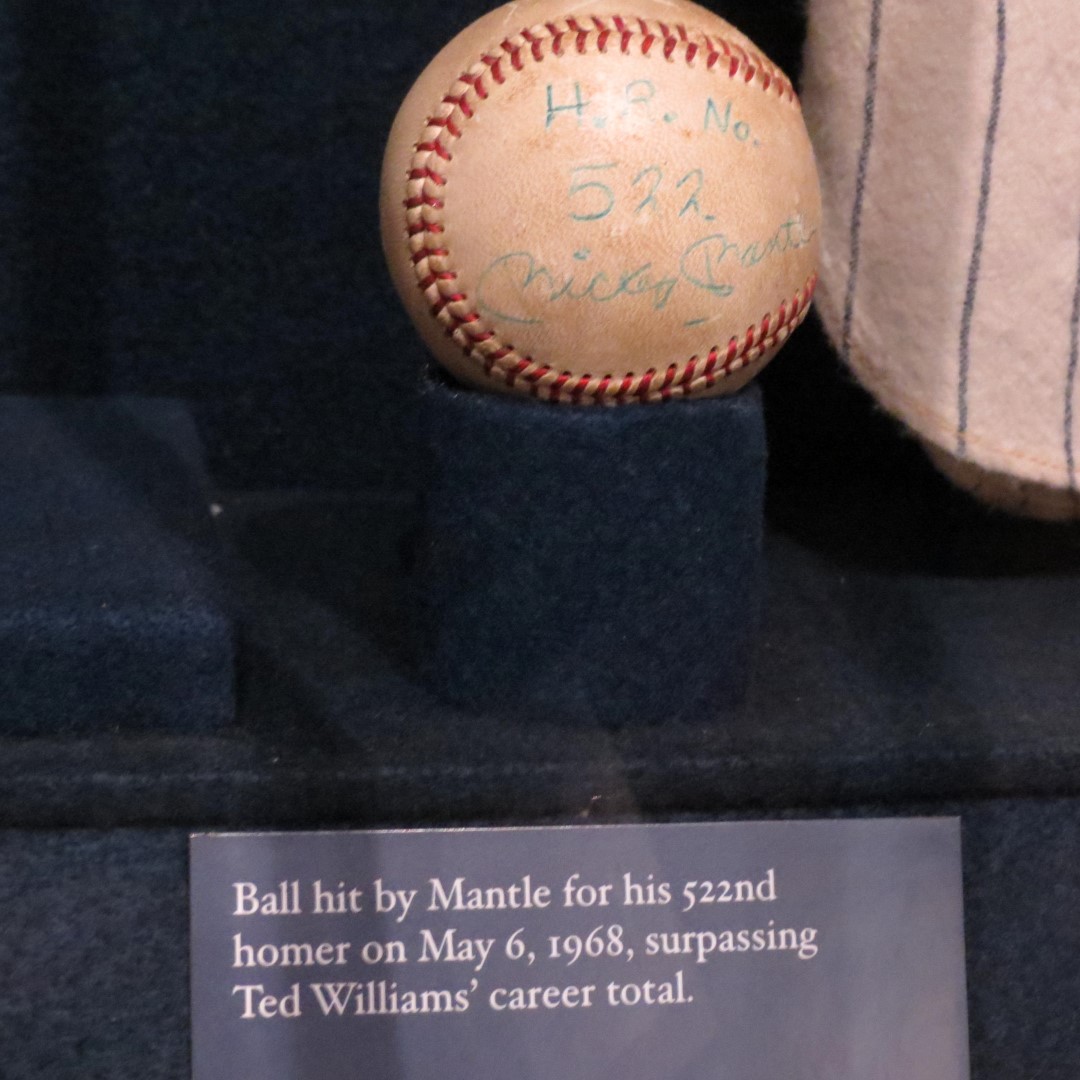 H.R. No.
522
Mickey Mantle
Ball hit by Mantle for his 522nd
homer on May 6, 1968, surpassing
Ted Williams’ career total.